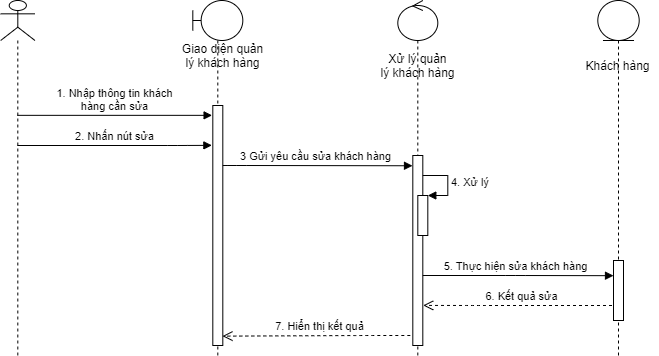 Giao diện quản
lý khách hàng
Xử lý quản
lý khách hàng
Khách hàng
1. Nhập thông tin khách
hàng cần sửa
2. Nhấn nút sửa
3 Gửi yêu cầu sửa khách hàng
4. Xử lý
5. Thực hiện sửa khách hàng
6. Kết quả sửa
7. Hiển thị kết quả